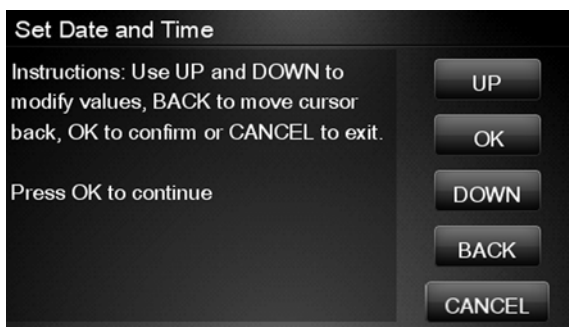 Set Date and Time
Instructions: Use UP and DOWN to
modify values, BACK to move cursor
back, OK to confirm or CANCEL to exit.
Press OK to continue
UP
OK
DOWN
BACK
CANCEL